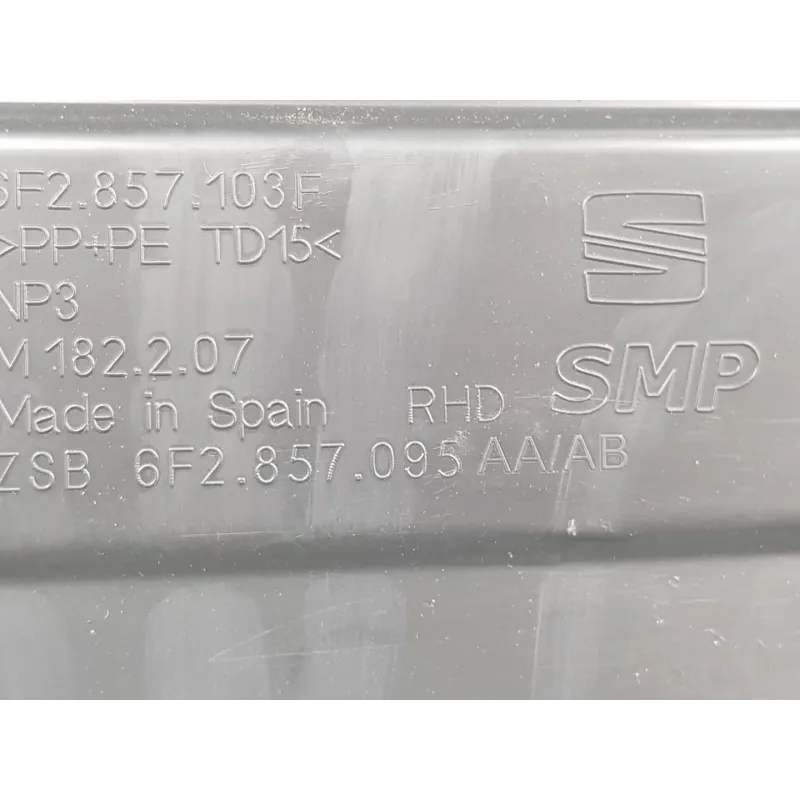 6F2.857.103F
>PP+PE TD15<
NP3
M182.2.07
Made in Spain RHD
SMP
ZSB 6F2.857.095 AA/AB